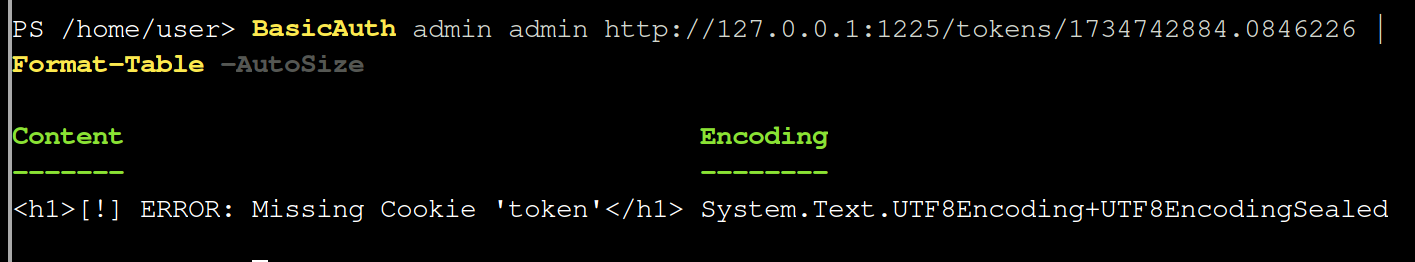 PS /home/user> BasicAuth admin admin http://127.0.0.1:1225/tokens/1734742884.0846226 |
Format-Table -AutoSize
Content Encoding
------- --------
<h1>[!] ERROR: Missing Cookie 'token'</h1> System.Text.UTF8Encoding+UTF8EncodingSealed